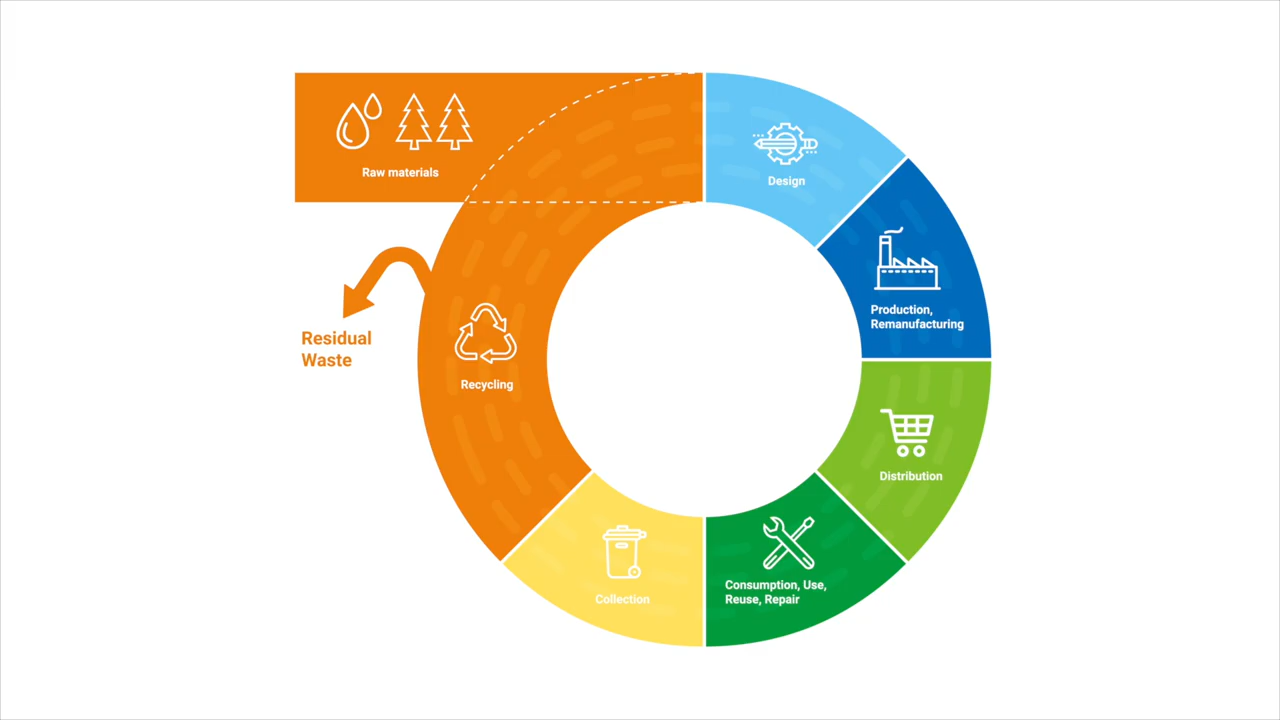 Raw materials
Design
Production,
Remanufacturing
Residual
Waste
Recycling
Distribution
Consumption, Use,
Reuse, Repair
Collection